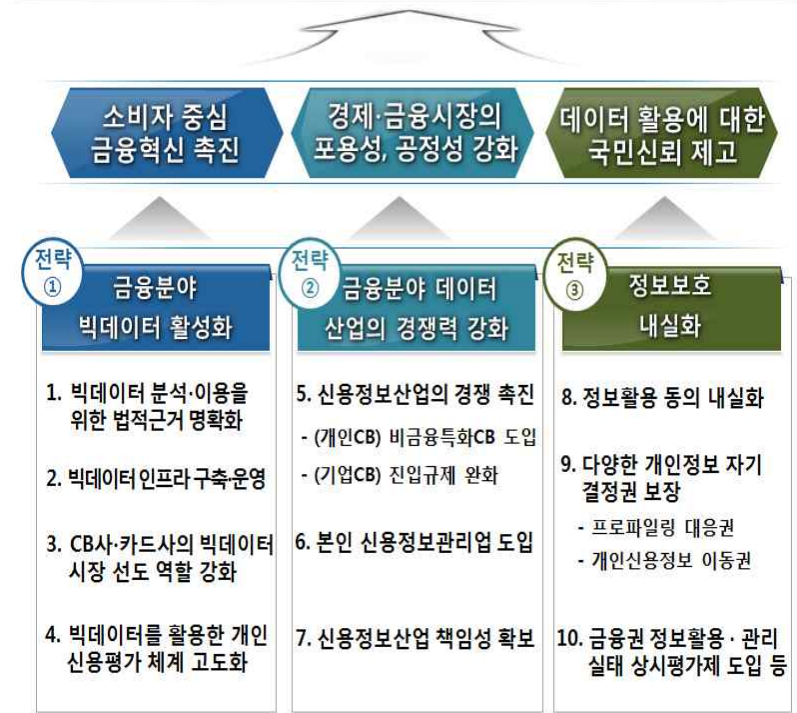 소비자 중심
금융혁신 촉진
경제·금융시장의
포용성, 공정성 강화
데이터 활용에 대한
국민신뢰 제고
전략
①
금융분야
빅데이터 활성화
1. 빅데이터 분석·이용을
위한 법적근거 명확화
2. 빅데이터 인프라 구축·운영
3. CB사·카드사의 빅데이터
시장 선도 역할 강화
4. 빅데이터를 활용한 개인
신용평가 체계 고도화
전략
②
금융분야 데이터
산업의 경쟁력 강화
5. 신용정보산업의 경쟁 촉진
- (개인CB) 비금융특화CB 도입
- (기업CB) 진입규제 완화
6. 본인 신용정보관리업 도입
7. 신용정보산업 책임성 확보
전략
③
정보보호
내실화
8. 정보활용 동의 내실화
9. 다양한 개인정보 자기
결정권 보장
- 프로파일링 대응권
- 개인신용정보 이동권
10. 금융권 정보활용 · 관리
실태 상시평가제 도입 등